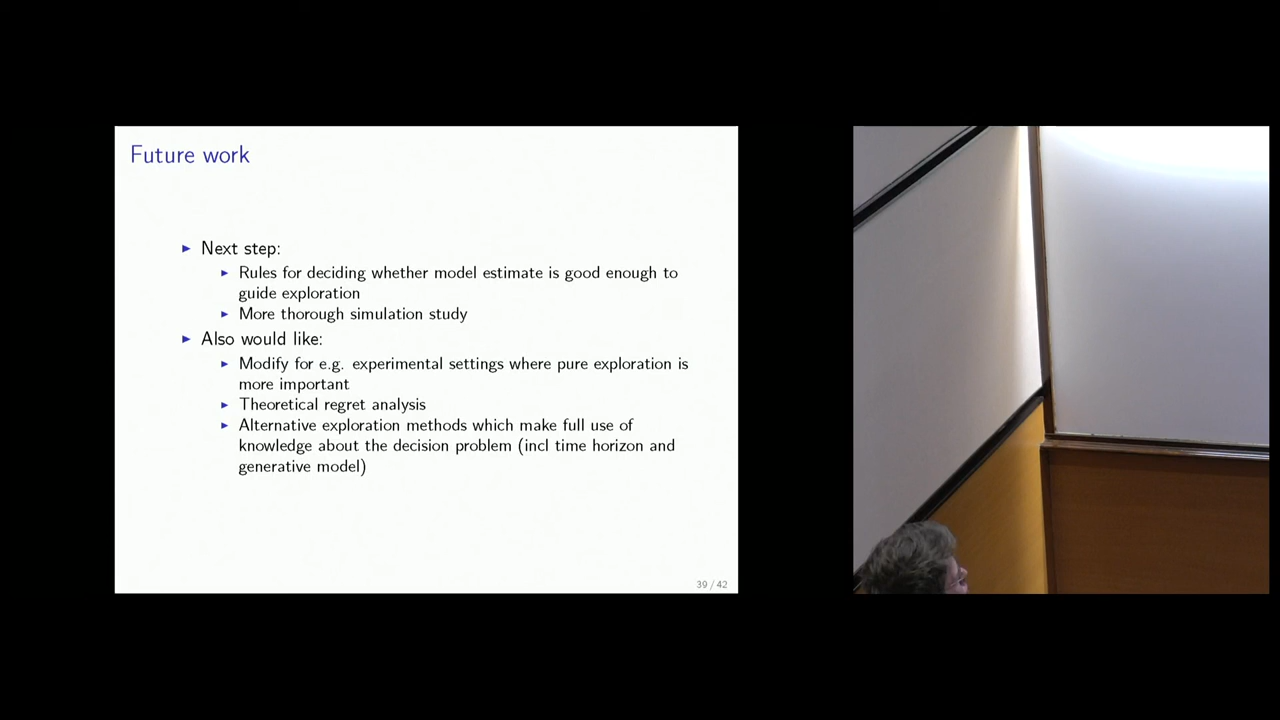 Future work
Next step:
Rules for deciding whether model estimate is good enough to
guide exploration
More thorough simulation study
Also would like:
Modify for e.g. experimental settings where pure exploration is
more important
Theoretical regret analysis
Alternative exploration methods which make full use of
knowledge about the decision problem (incl time horizon and
generative model)
39 / 42